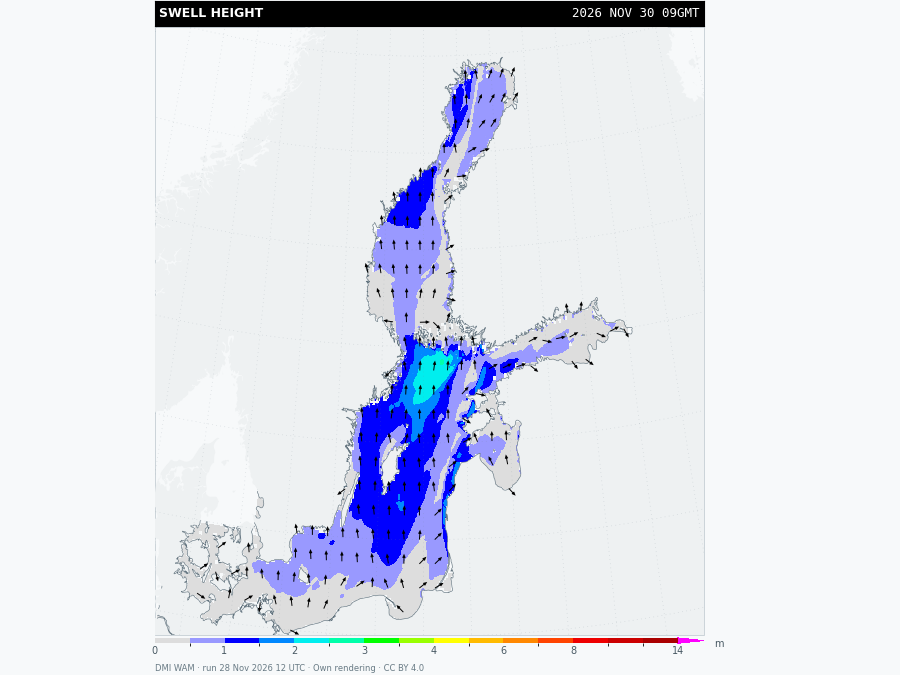 SWELL HEIGHT
2026 NOV 30 09GMT
0 1 2 3 4 6 8 14 m
DMI WAM · run 28 Nov 2026 12 UTC · Own rendering · CC BY 4.0